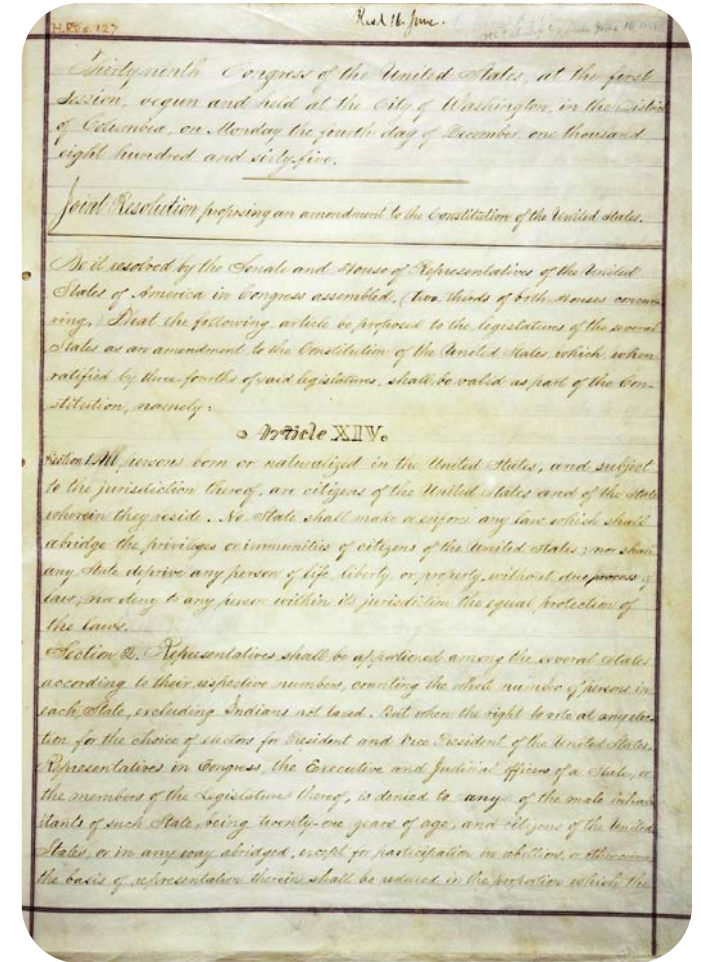 H. Res. 127
Recd 16. June.
Thirty-ninth Congress of the United States, at the first
Session, begun and held at the City of Washington, in the District
of Columbia, on Monday the fourth day of December, one thousand
eight hundred and sixty-five.
Joint Resolution proposing an amendment to the Constitution of the United States.
Be it resolved by the Senate and House of Representatives of the United
States of America in Congress assembled, (two thirds of both Houses concur-
ring,) That the following article be proposed to the legislatures of the several
States as an amendment to the Constitution of the United States, which, when
ratified by three-fourths of said legislatures, shall be valid as part of the Con-
stitution, namely:
Article XIV.
Section 1. All persons born or naturalized in the United States, and subject
to the jurisdiction thereof, are citizens of the United States and of the State
wherein they reside. No State shall make or enforce any law which shall
abridge the privileges or immunities of citizens of the United States; nor shall
any State deprive any person of life, liberty, or property, without due process of
law; nor deny to any person within its jurisdiction the equal protection of
the laws.
Section 2. Representatives shall be apportioned among the several States
according to their respective numbers, counting the whole number of persons in
each State, excluding Indians not taxed. But when the right to vote at any elec-
tion for the choice of electors for President and Vice President of the United States,
Representatives in Congress, the Executive and Judicial officers of a State, or
the members of the Legislature thereof, is denied to any of the male inhab-
itants of such State, being twenty-one years of age, and citizens of the United
States, or in any way abridged, except for participation in rebellion, or other crime,
the basis of representation therein shall be reduced in the proportion which the